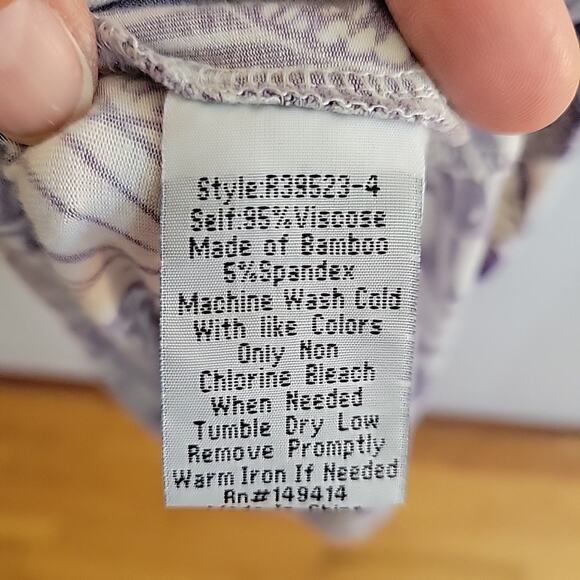 Style:R39523-4
Self:95%Viscose
Made of Bamboo
5%Spandex
Machine Wash Cold
With like Colors
Only Non
Chlorine Bleach
When Needed
Tumble Dry Low
Remove Promptly
Warm Iron If Needed
Rn#149414